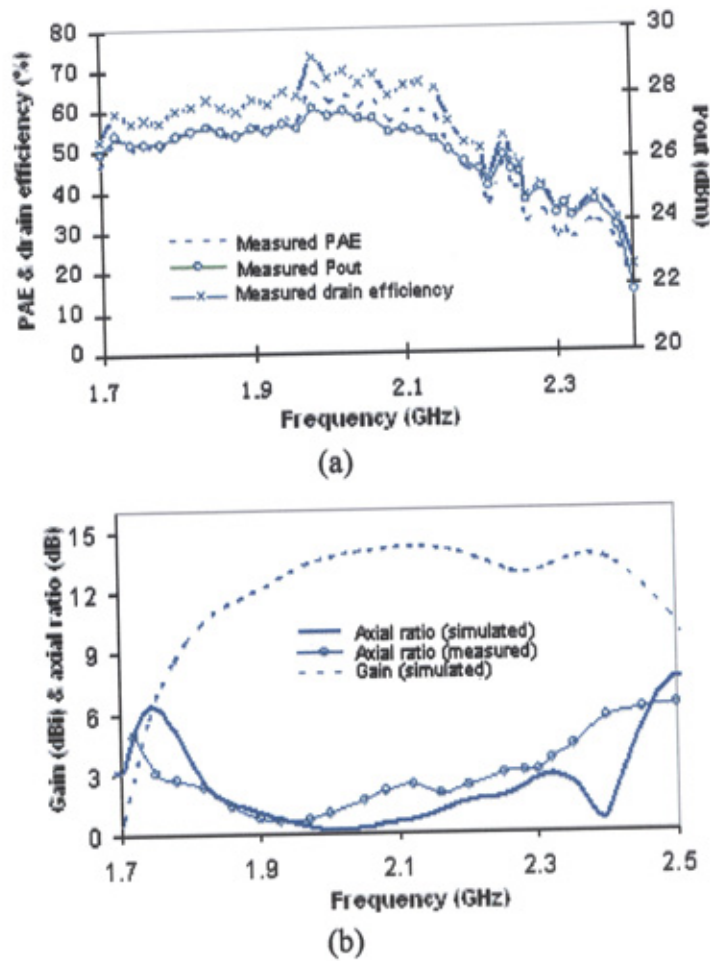 80
70
60
50
40
30
20
10
0
PAE & drain efficiency (%)
30
28
26
24
22
20
Pout (dBm)
Measured PAE
Measured Pout
Measured drain efficiency
1.7
1.9
2.1
2.3
Frequency (GHz)
(a)
15
12
9
6
3
0
Gain (dBi) & axial ratio (dB)
Axial ratio (simulated)
Axial ratio (measured)
Gain (simulated)
1.7
1.9
2.1
2.3
2.5
Frequency (GHz)
(b)